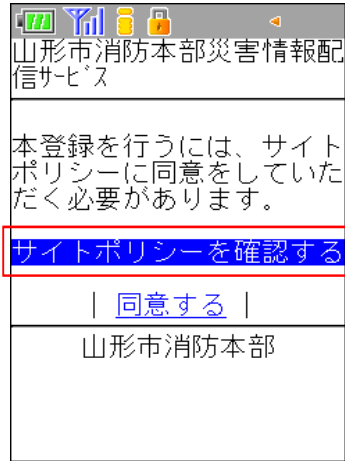 山形市消防本部災害情報配
信サービス
本登録を行うには、サイト
ポリシーに同意をしていた
だく必要があります。
サイトポリシーを確認する
| 同意する |
山形市消防本部